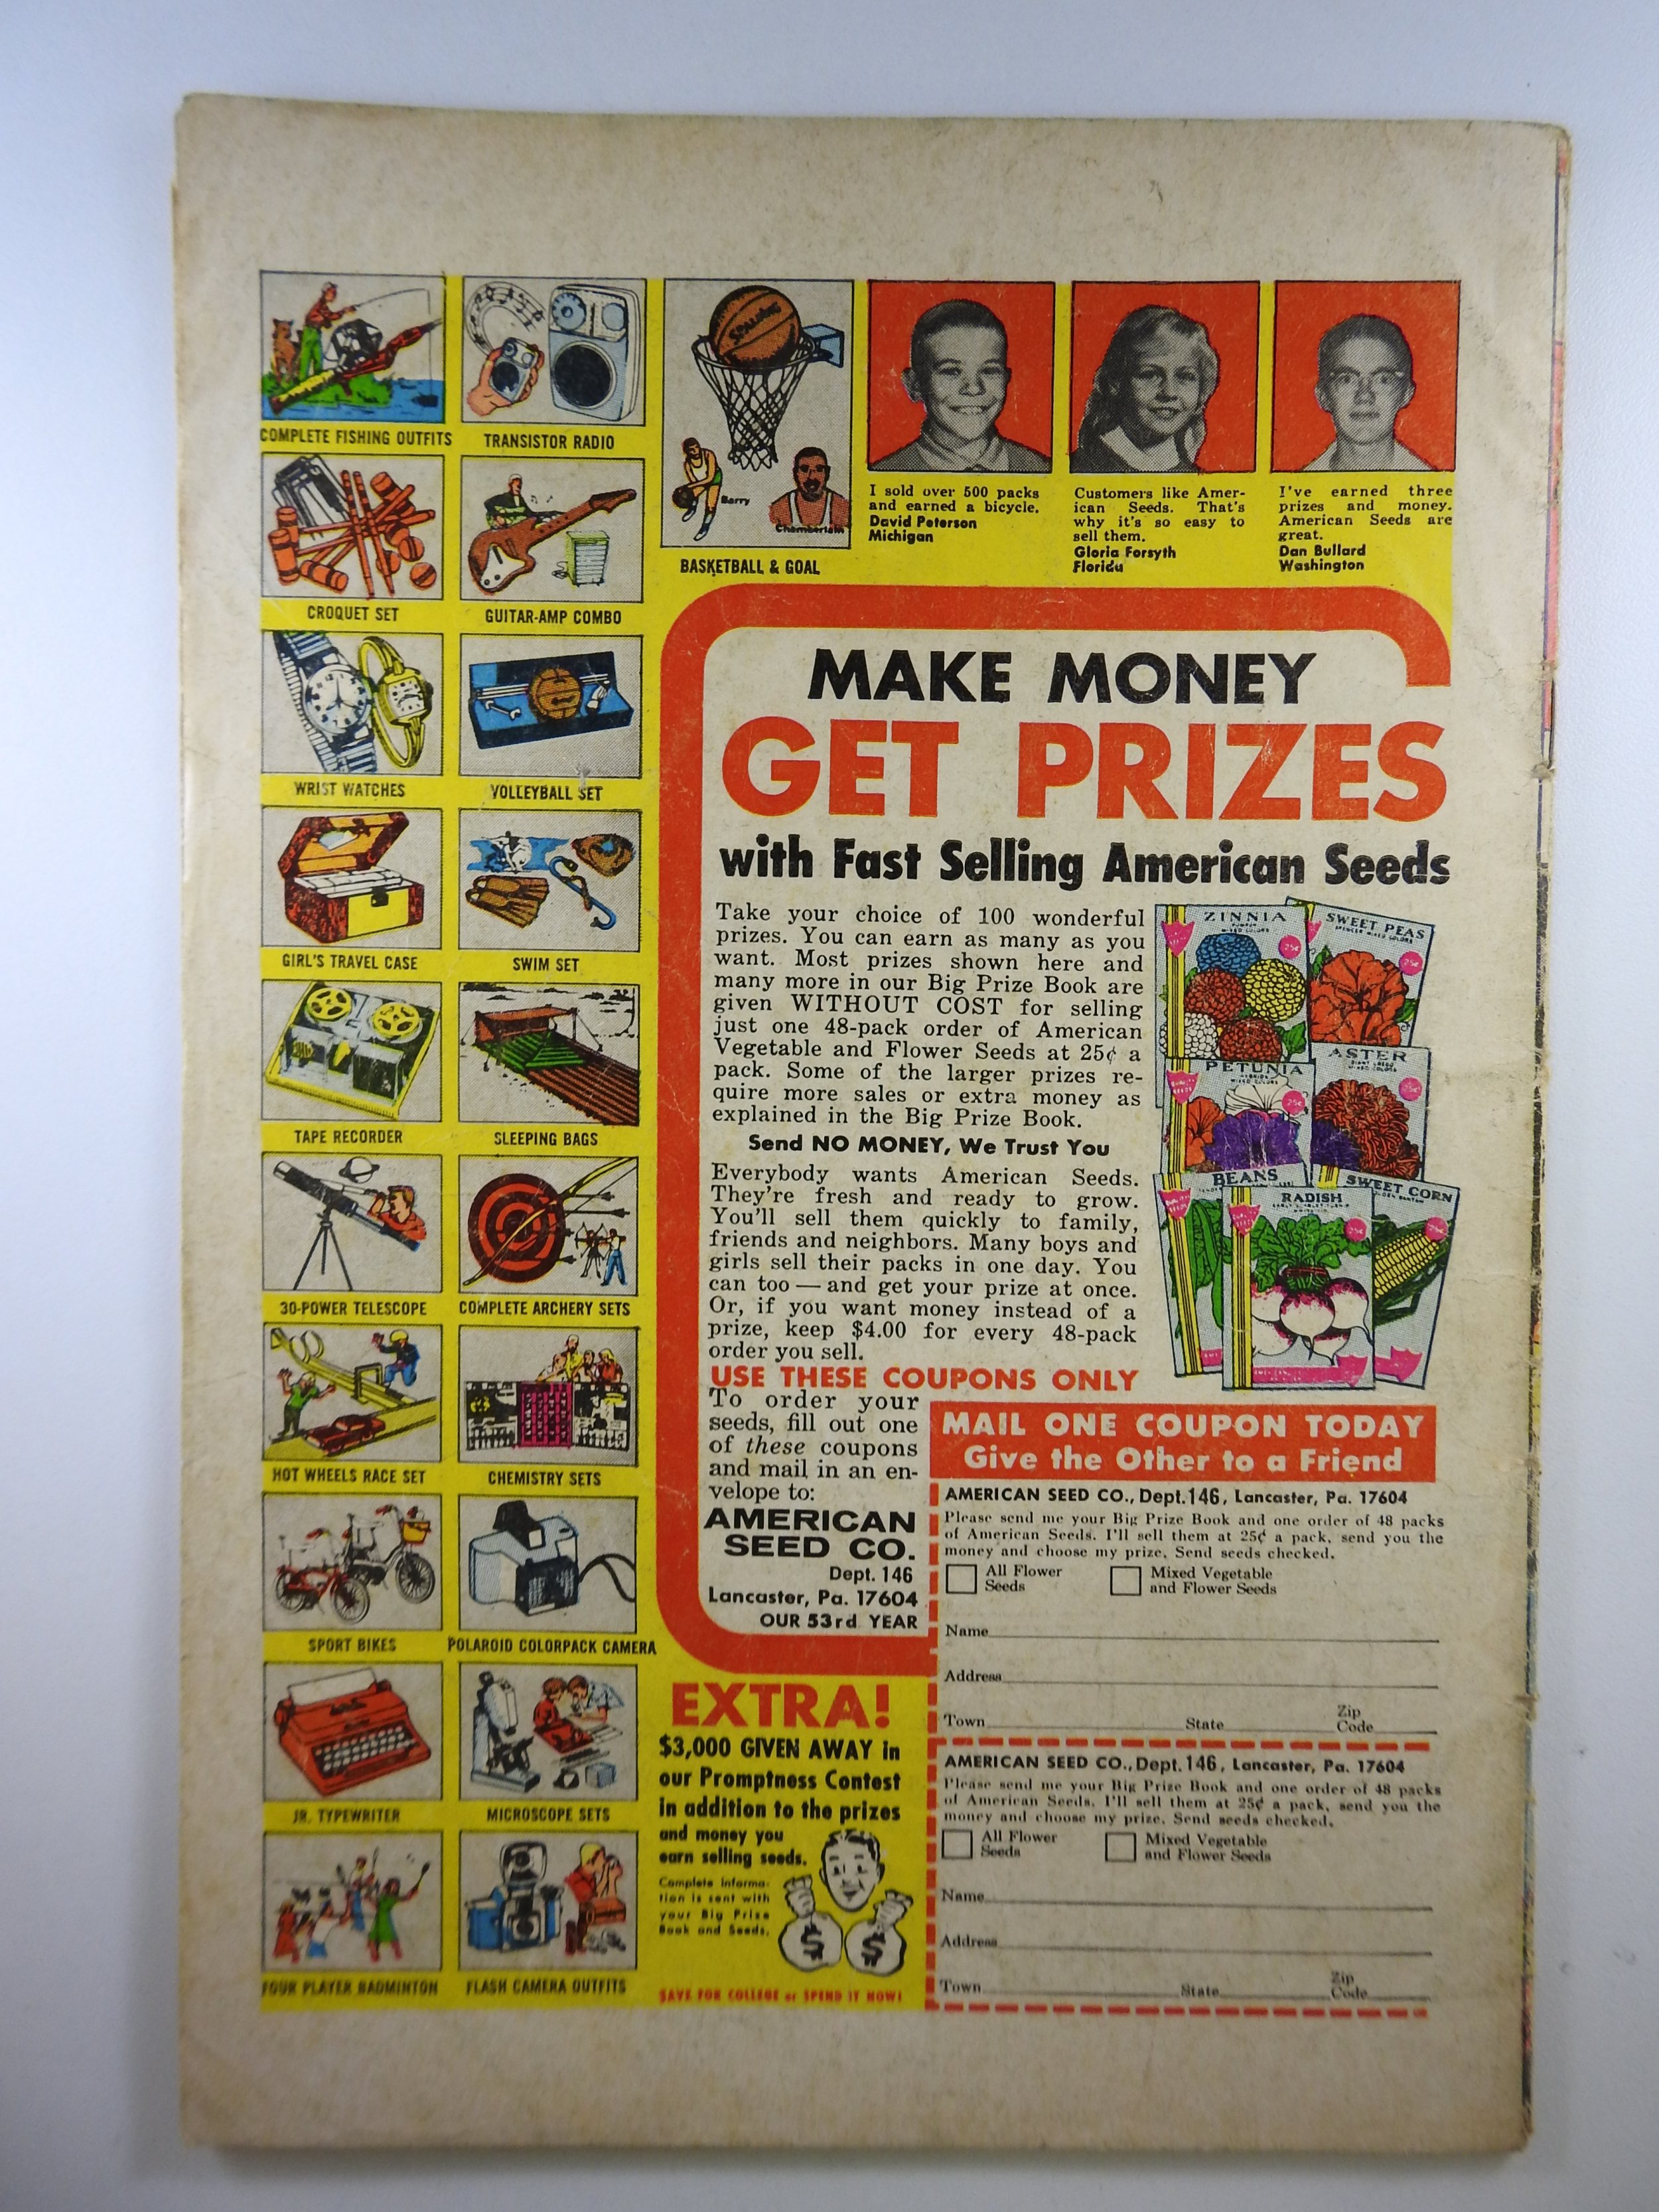 COMPLETE FISHING OUTFITS
TRANSISTOR RADIO
CROQUET SET
GUITAR-AMP COMBO
WRIST WATCHES
VOLLEYBALL SET
GIRL'S TRAVEL CASE
SWIM SET
TAPE RECORDER
SLEEPING BAGS
30-POWER TELESCOPE
COMPLETE ARCHERY SETS
HOT WHEELS RACE SET
CHEMISTRY SETS
SPORT BIKES
POLAROID COLORPACK CAMERA
JR. TYPEWRITER
MICROSCOPE SETS
FOUR PLAYER BADMINTON
FLASH CAMERA OUTFITS
SPALDING
Barry
Chamberlain
BASKETBALL & GOAL
I sold over 500 packs
and earned a bicycle.
David Peterson
Michigan
Customers like Amer-
ican Seeds. That's
why it's so easy to
sell them.
Gloria Forsyth
Florida
I've earned three
prizes and money.
American Seeds are
great.
Dan Bullard
Washington
MAKE MONEY
GET PRIZES
with Fast Selling American Seeds
Take your choice of 100 wonderful
prizes. You can earn as many as you
want. Most prizes shown here and
many more in our Big Prize Book are
given WITHOUT COST for selling
just one 48-pack order of American
Vegetable and Flower Seeds at 25¢ a
pack. Some of the larger prizes re-
quire more sales or extra money as
explained in the Big Prize Book.
Send NO MONEY, We Trust You
Everybody wants American Seeds.
They're fresh and ready to grow.
You'll sell them quickly to family,
friends and neighbors. Many boys and
girls sell their packs in one day. You
can too — and get your prize at once.
Or, if you want money instead of a
prize, keep $4.00 for every 48-pack
order you sell.
ZINNIA
MIXED COLORS
25¢
SWEET PEAS
SPENCER MIXED COLORS
25¢
PETUNIA
MIXED COLORS
25¢
ASTER
MIXED COLORS
25¢
BEANS
RADISH
25¢
SWEET CORN
25¢
USE THESE COUPONS ONLY
To order your
seeds, fill out one
of these coupons
and mail in an en-
velope to:
AMERICAN
SEED CO.
Dept. 146
Lancaster, Pa. 17604
OUR 53rd YEAR
MAIL ONE COUPON TODAY
Give the Other to a Friend
AMERICAN SEED CO., Dept. 146, Lancaster, Pa. 17604
Please send me your Big Prize Book and one order of 48 packs
of American Seeds. I'll sell them at 25¢ a pack, send you the
money and choose my prize. Send seeds checked.
All Flower
Seeds
Mixed Vegetable
and Flower Seeds
Name
Address
Town State Zip Code
AMERICAN SEED CO., Dept. 146, Lancaster, Pa. 17604
Please send me your Big Prize Book and one order of 48 packs
of American Seeds. I'll sell them at 25¢ a pack, send you the
money and choose my prize. Send seeds checked.
All Flower
Seeds
Mixed Vegetable
and Flower Seeds
Name
Address
Town State Zip Code
EXTRA!
$3,000 GIVEN AWAY in
our Promptness Contest
in addition to the prizes
and money you
earn selling seeds.
Complete informa-
tion is sent with
your Big Prize
Book and Seeds.
$ $
SAVE FOR COLLEGE or SPEND IT NOW!